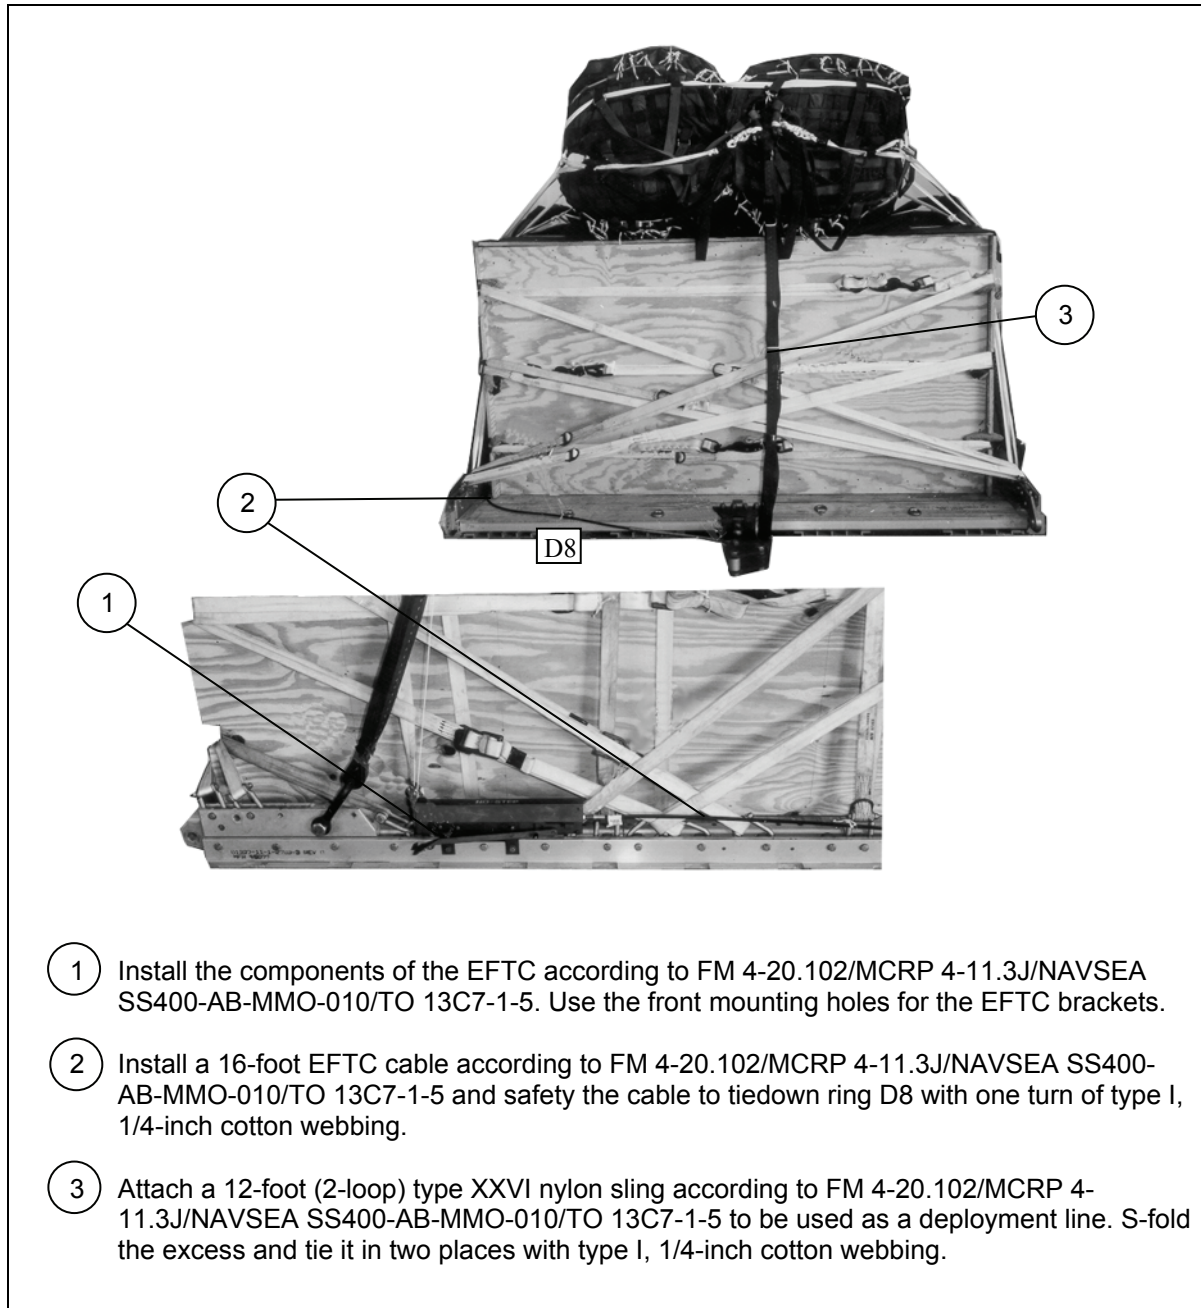 3
2
D8
1
1 Install the components of the EFTC according to FM 4-20.102/MCRP 4-11.3J/NAVSEA
SS400-AB-MMO-010/TO 13C7-1-5. Use the front mounting holes for the EFTC brackets.
2 Install a 16-foot EFTC cable according to FM 4-20.102/MCRP 4-11.3J/NAVSEA SS400-
AB-MMO-010/TO 13C7-1-5 and safety the cable to tiedown ring D8 with one turn of type I,
1/4-inch cotton webbing.
3 Attach a 12-foot (2-loop) type XXVI nylon sling according to FM 4-20.102/MCRP 4-
11.3J/NAVSEA SS400-AB-MMO-010/TO 13C7-1-5 to be used as a deployment line. S-fold
the excess and tie it in two places with type I, 1/4-inch cotton webbing.